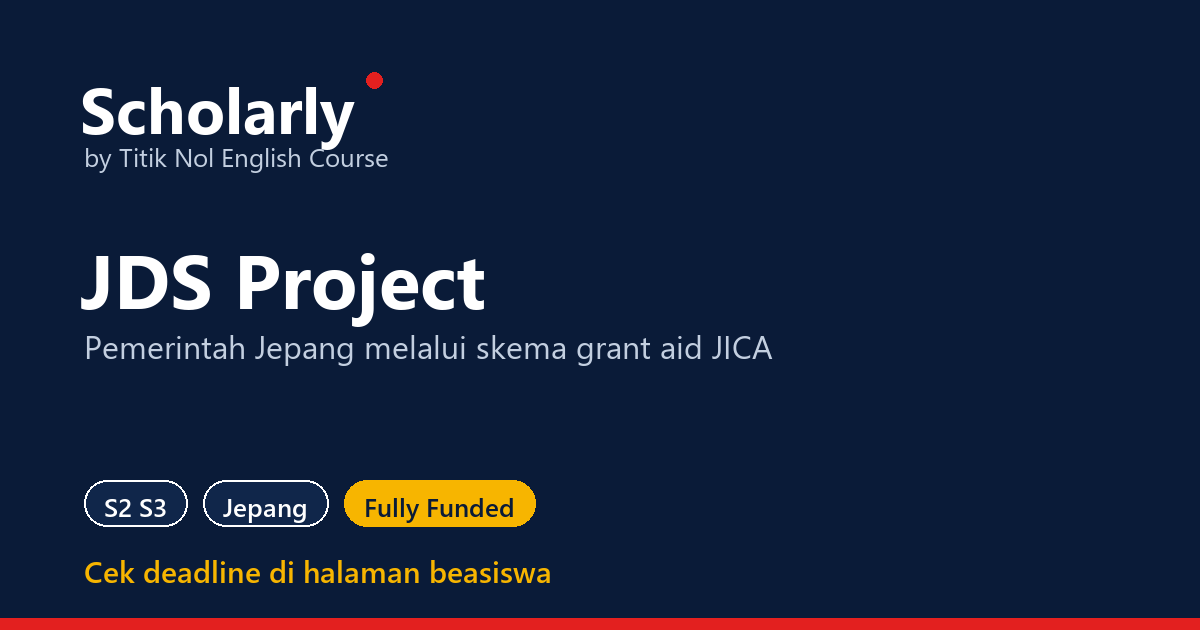 Scholarly
by Titik Nol English Course
JDS Project
Pemerintah Jepang melalui skema grant aid JICA
S2 S3 Jepang Fully Funded
Cek deadline di halaman beasiswa